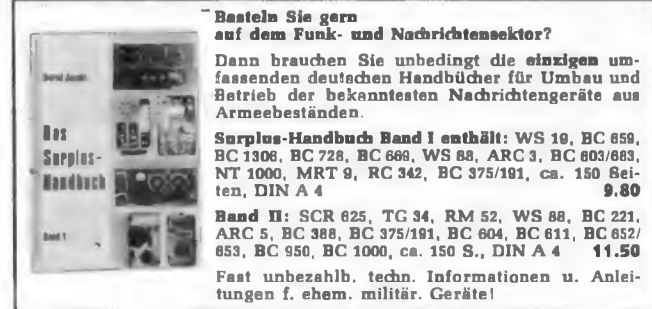 Bernd Jacobi
Das
Surplus-
Handbuch
Band 1
Basteln Sie gern
auf dem Funk- und Nachrichtensektor?
Dann brauchen Sie unbedingt die einzigen um-
fassenden deutschen Handbücher für Umbau und
Betrieb der bekanntesten Nachrichtengeräte aus
Armeebeständen.
Surplus-Handbuch Band I enthält: WS 19, BC 659,
BC 1306, BC 728, BC 669, WS 88, ARC 3, BC 603/683,
NT 1000, MRT 9, RC 342, BC 375/191, ca. 150 Sei-
ten, DIN A 4 9.80
Band II: SCR 625, TG 34, RM 52, WS 88, BC 221,
ARC 5, BC 388, BC 375/191, BC 604, BC 611, BC 652/
653, BC 950, BC 1000, ca. 150 S., DIN A 4 11.50
Fast unbezahlb. techn. Informationen u. Anlei-
tungen f. ehem. militär. Geräte!